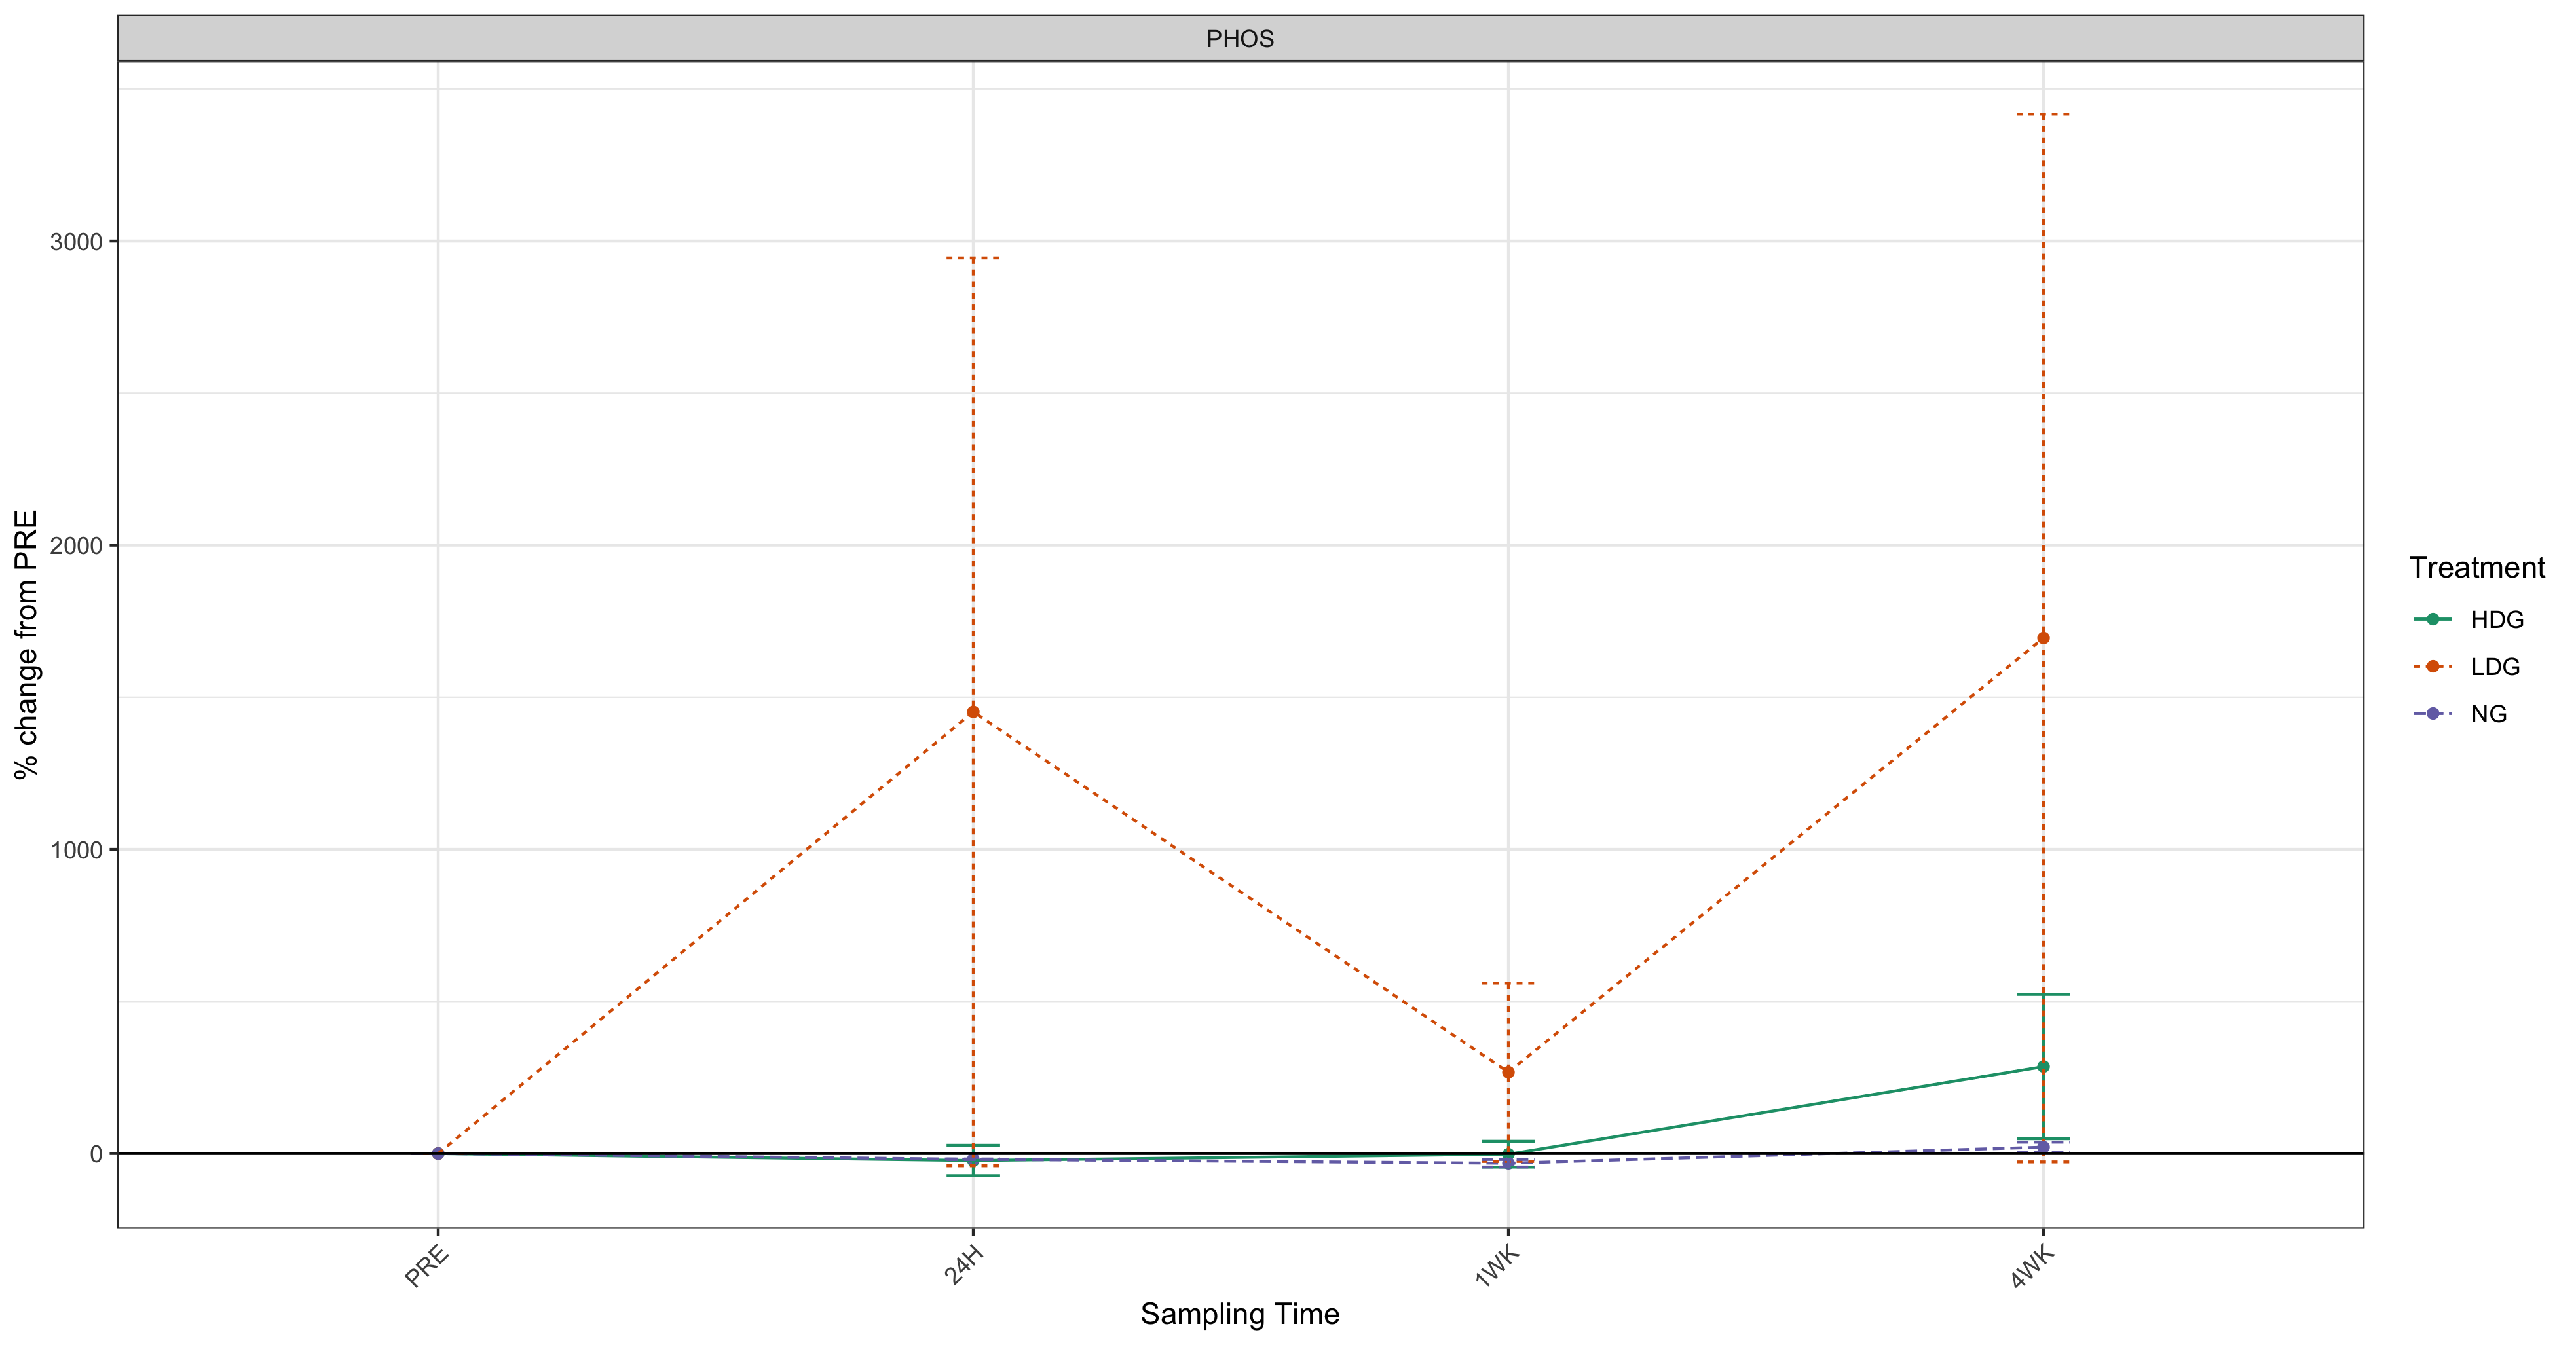 PHOS
% change from PRE
3000
2000
1000
0
PRE
24H
1WK
4WK
Sampling Time
Treatment
HDG
LDG
NG